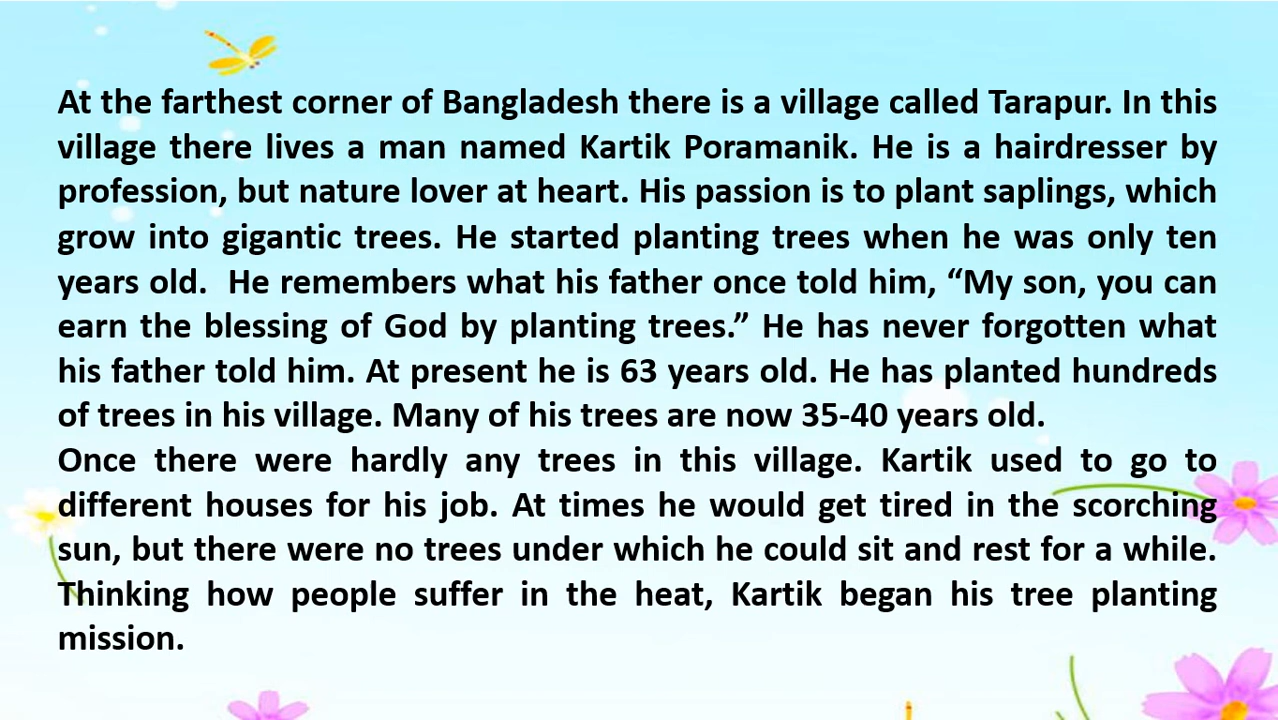 At the farthest corner of Bangladesh there is a village called Tarapur. In this
village there lives a man named Kartik Poramanik. He is a hairdresser by
profession, but nature lover at heart. His passion is to plant saplings, which
grow into gigantic trees. He started planting trees when he was only ten
years old.  He remembers what his father once told him, “My son, you can
earn the blessing of God by planting trees.” He has never forgotten what
his father told him. At present he is 63 years old. He has planted hundreds
of trees in his village. Many of his trees are now 35-40 years old.
Once there were hardly any trees in this village. Kartik used to go to
different houses for his job. At times he would get tired in the scorching
sun, but there were no trees under which he could sit and rest for a while.
Thinking how people suffer in the heat, Kartik began his tree planting
mission.